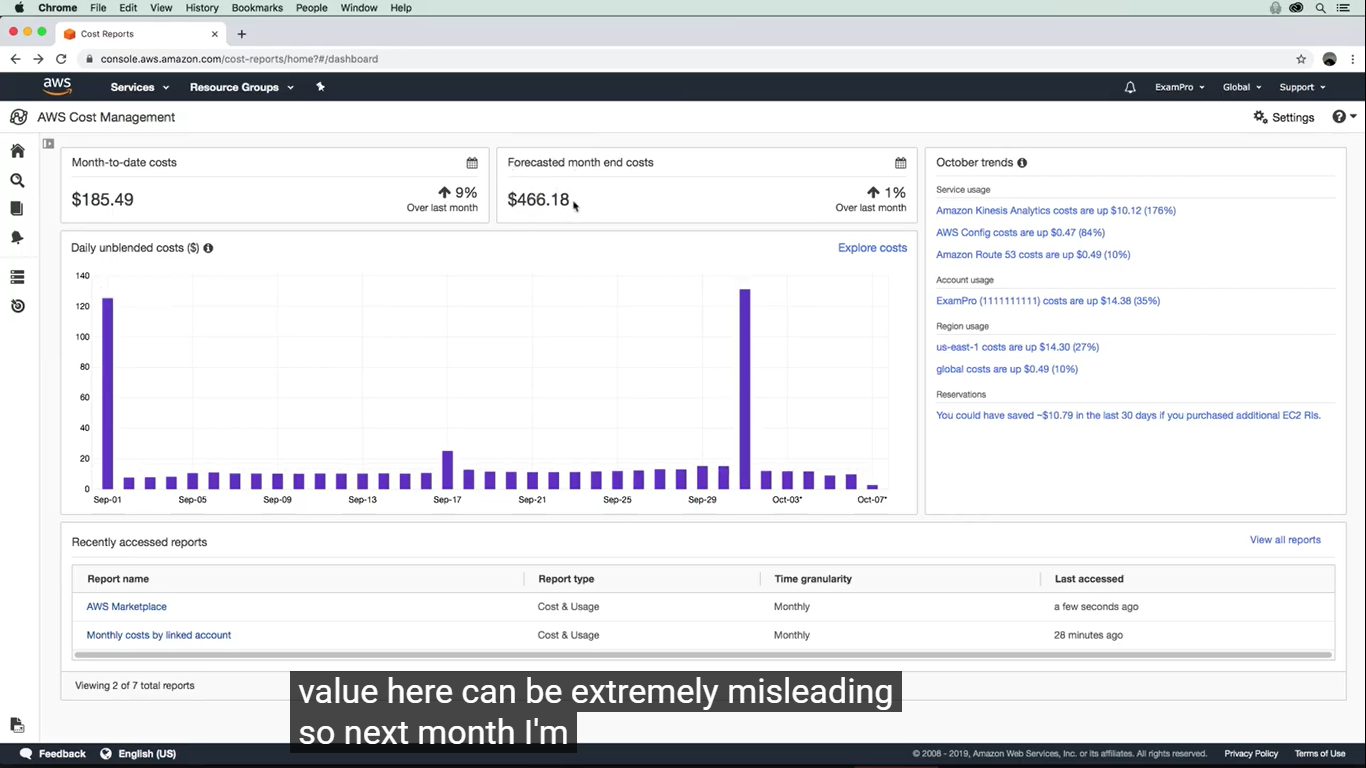 Chrome File Edit View History Bookmarks People Window Help
Cost Reports
console.aws.amazon.com/cost-reports/home?#/dashboard
aws Services Resource Groups ExamPro Global Support
AWS Cost Management Settings
Month-to-date costs
$185.49
9%
Over last month
Forecasted month end costs
$466.18
1%
Over last month
Daily unblended costs ($)
Explore costs
140
120
100
80
60
40
20
0
Sep-01 Sep-05 Sep-09 Sep-13 Sep-17 Sep-21 Sep-25 Sep-29 Oct-03* Oct-07*
October trends
Service usage
Amazon Kinesis Analytics costs are up $10.12 (176%)
AWS Config costs are up $0.47 (84%)
Amazon Route 53 costs are up $0.49 (10%)
Account usage
ExamPro (1111111111) costs are up $14.38 (35%)
Region usage
us-east-1 costs are up $14.30 (27%)
global costs are up $0.49 (10%)
Reservations
You could have saved ~$10.79 in the last 30 days if you purchased additional EC2 RIs.
Recently accessed reports
View all reports
Report name Report type Time granularity Last accessed
AWS Marketplace Cost & Usage Monthly a few seconds ago
Monthly costs by linked account Cost & Usage Monthly 28 minutes ago
Viewing 2 of 7 total reports
value here can be extremely misleading
so next month I'm
Feedback English (US) © 2008 - 2019, Amazon Web Services, Inc. or its affiliates. All rights reserved. Privacy Policy Terms of Use